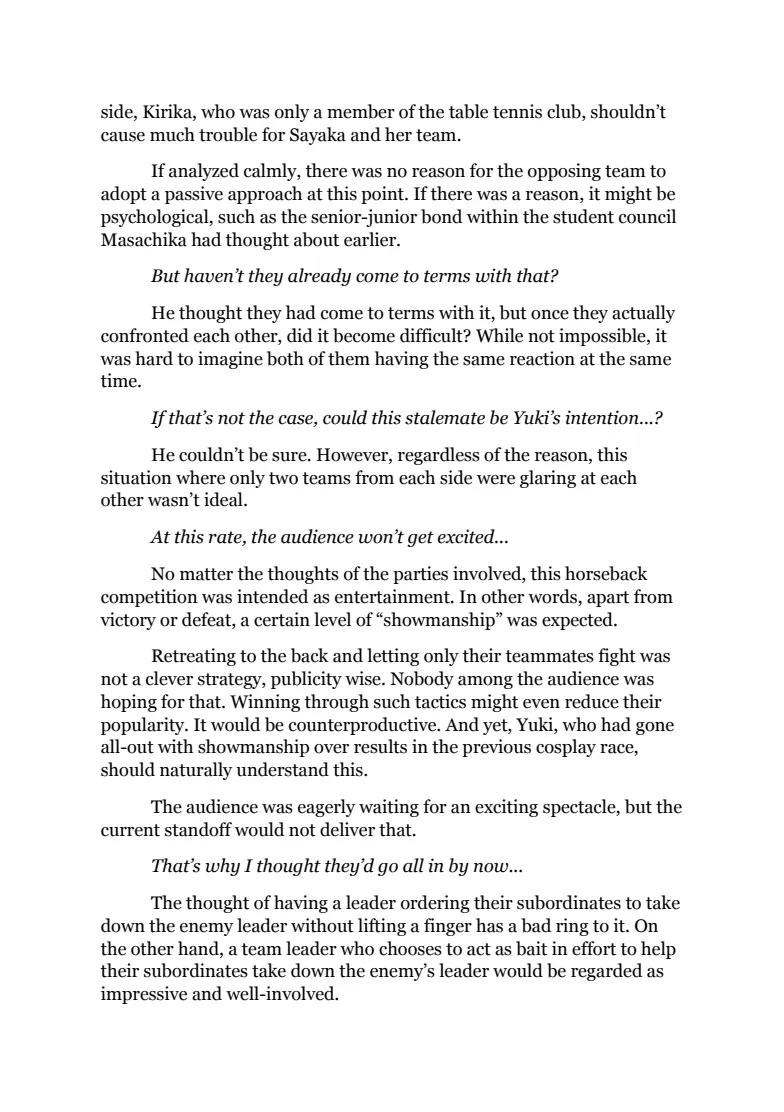 side, Kirika, who was only a member of the table tennis club, shouldn’t
cause much trouble for Sayaka and her team.
If analyzed calmly, there was no reason for the opposing team to
adopt a passive approach at this point. If there was a reason, it might be
psychological, such as the senior-junior bond within the student council
Masachika had thought about earlier.
But haven’t they already come to terms with that?
He thought they had come to terms with it, but once they actually
confronted each other, did it become difficult? While not impossible, it
was hard to imagine both of them having the same reaction at the same
time.
If that’s not the case, could this stalemate be Yuki’s intention...?
He couldn’t be sure. However, regardless of the reason, this
situation where only two teams from each side were glaring at each
other wasn’t ideal.
At this rate, the audience won’t get excited...
No matter the thoughts of the parties involved, this horseback
competition was intended as entertainment. In other words, apart from
victory or defeat, a certain level of “showmanship” was expected.
Retreating to the back and letting only their teammates fight was
not a clever strategy, publicity wise. Nobody among the audience was
hoping for that. Winning through such tactics might even reduce their
popularity. It would be counterproductive. And yet, Yuki, who had gone
all-out with showmanship over results in the previous cosplay race,
should naturally understand this.
The audience was eagerly waiting for an exciting spectacle, but the
current standoff would not deliver that.
That’s why I thought they’d go all in by now...
The thought of having a leader ordering their subordinates to take
down the enemy leader without lifting a finger has a bad ring to it. On
the other hand, a team leader who chooses to act as bait in effort to help
their subordinates take down the enemy’s leader would be regarded as
impressive and well-involved.